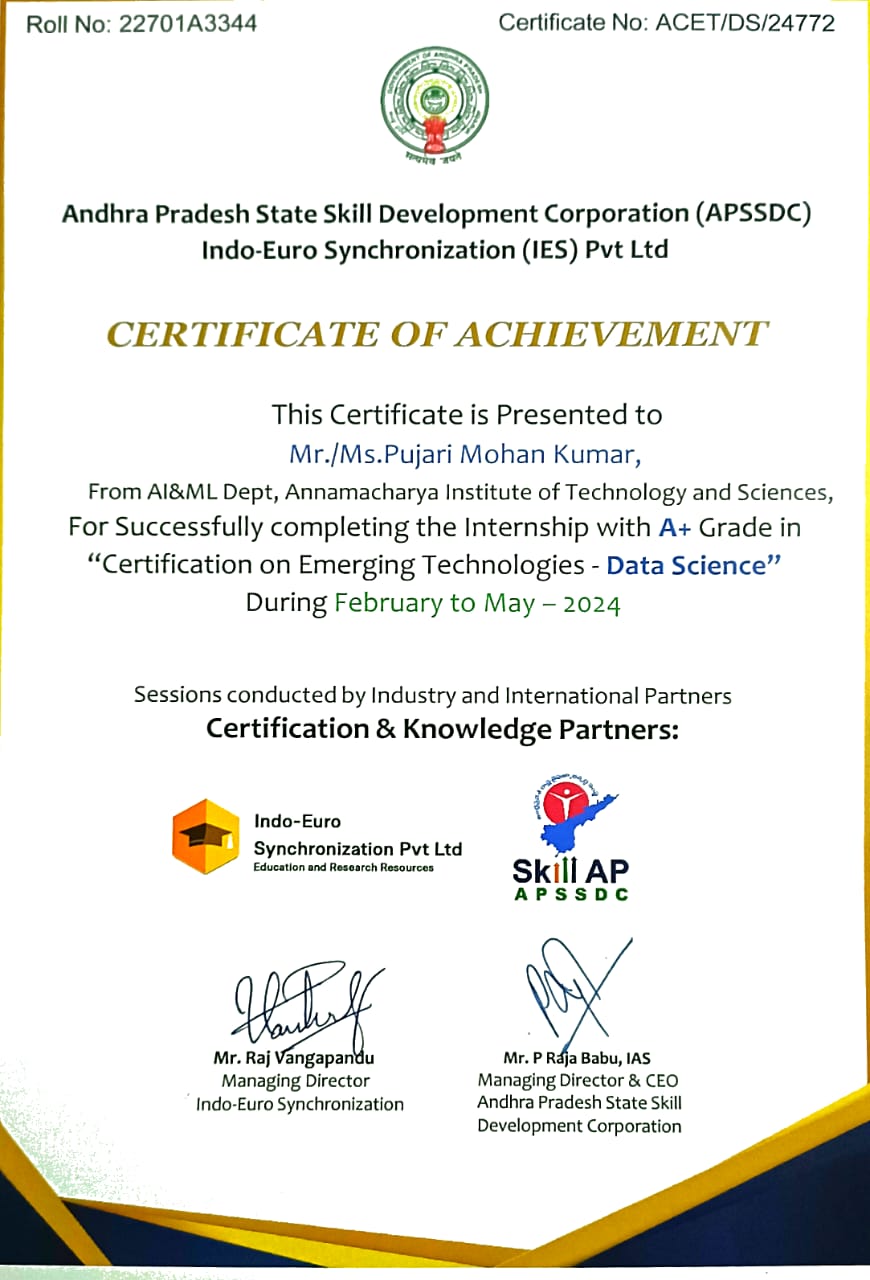 Roll No: 22701A3344
Certificate No: ACET/DS/24772
GOVERNMENT OF ANDHRA PRADESH
सत्यमेव जयते
Andhra Pradesh State Skill Development Corporation (APSSDC)
Indo-Euro Synchronization (IES) Pvt Ltd
CERTIFICATE OF ACHIEVEMENT
This Certificate is Presented to
Mr./Ms.Pujari Mohan Kumar,
From AI&ML Dept, Annamacharya Institute of Technology and Sciences,
For Successfully completing the Internship with A+ Grade in
“Certification on Emerging Technologies - Data Science”
During February to May – 2024
Sessions conducted by Industry and International Partners
Certification & Knowledge Partners:
Indo-Euro
Synchronization Pvt Ltd
Education and Research Resources
Skill AP
APSSDC
Mr. Raj Vangapandu
Managing Director
Indo-Euro Synchronization
Mr. P Raja Babu, IAS
Managing Director & CEO
Andhra Pradesh State Skill
Development Corporation